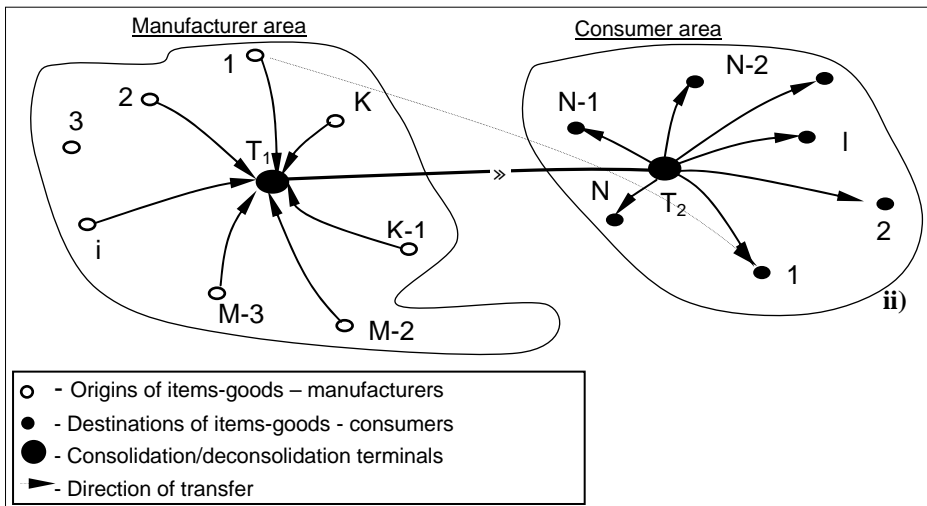 Manufacturer area
Consumer area
1
2
3
K
T1
i
K-1
M-3
M-2
N-2
N-1
l
N
T2
2
1
ii)
- Origins of items-goods – manufacturers
- Destinations of items-goods - consumers
- Consolidation/deconsolidation terminals
- Direction of transfer